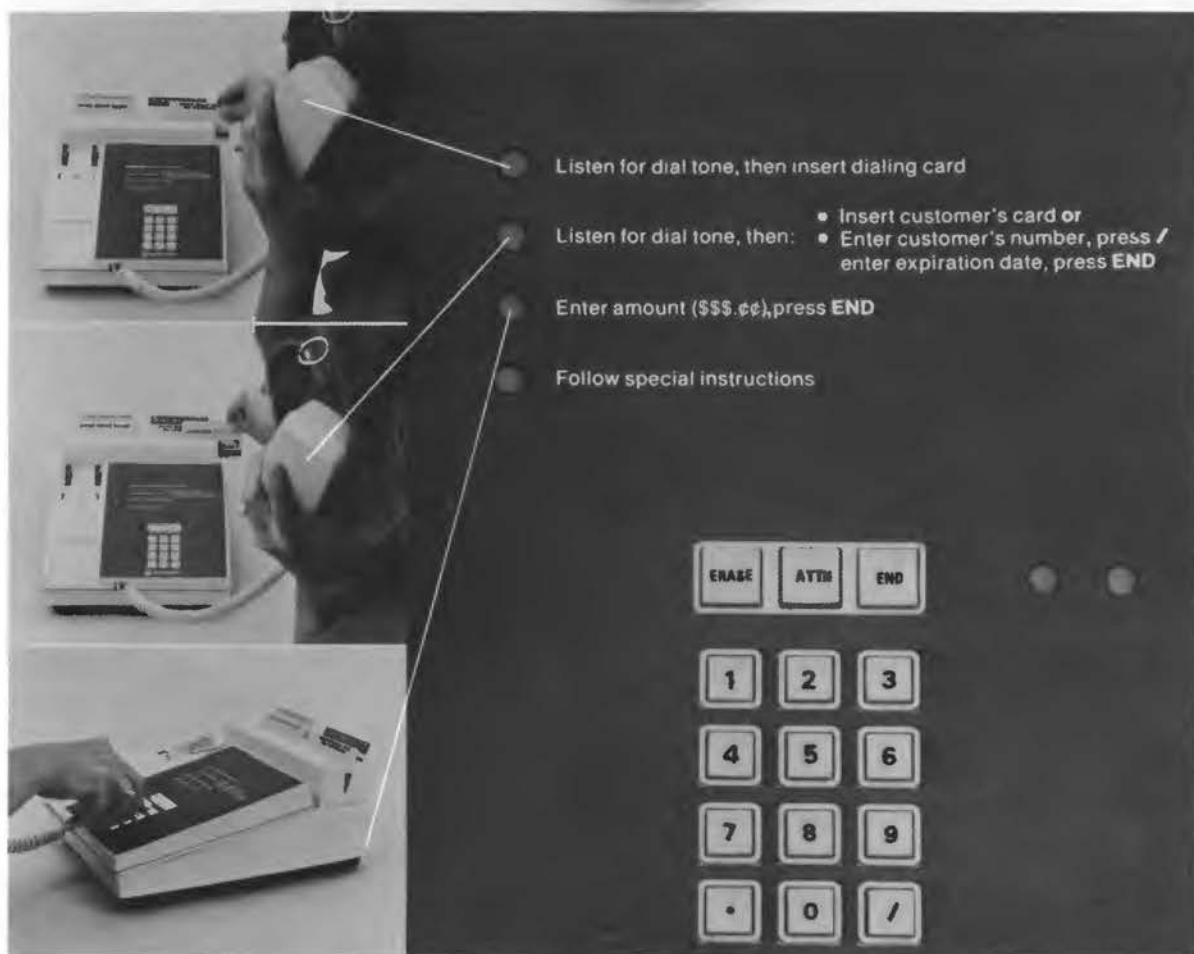 Listen for dial tone, then insert dialing card
Listen for dial tone, then:
• Insert customer's card or
• Enter customer's number, press /
enter expiration date, press END
Enter amount ($$$.¢¢), press END
Follow special instructions
ERASE ATTN END
1 2 3
4 5 6
7 8 9
• 0 /